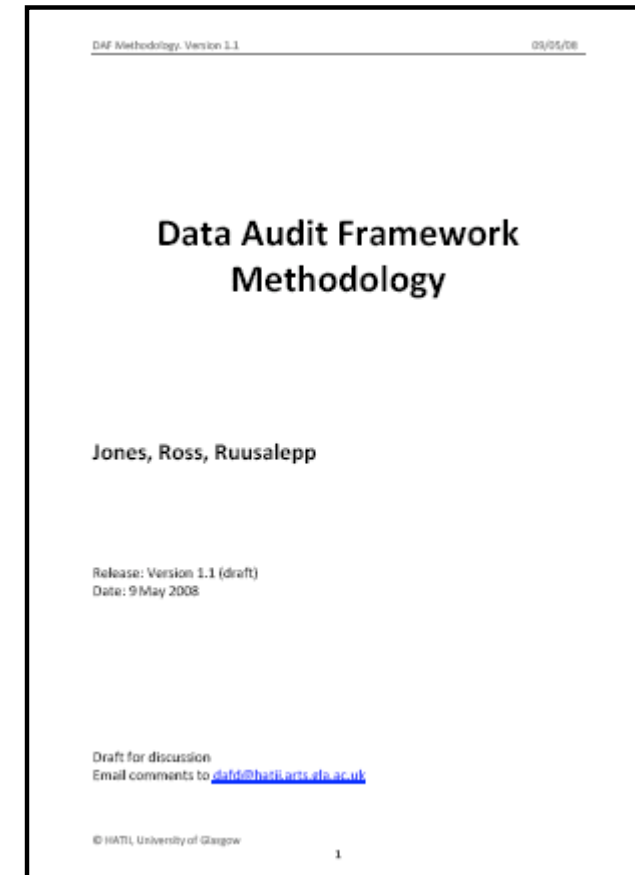 DAF Methodology. Version 1.1 09/05/08
Data Audit Framework
Methodology
Jones, Ross, Ruusalepp
Release: Version 1.1 (draft)
Date: 9 May 2008
Draft for discussion
Email comments to dafd@hatii.arts.gla.ac.uk
© HATII, University of Glasgow
1